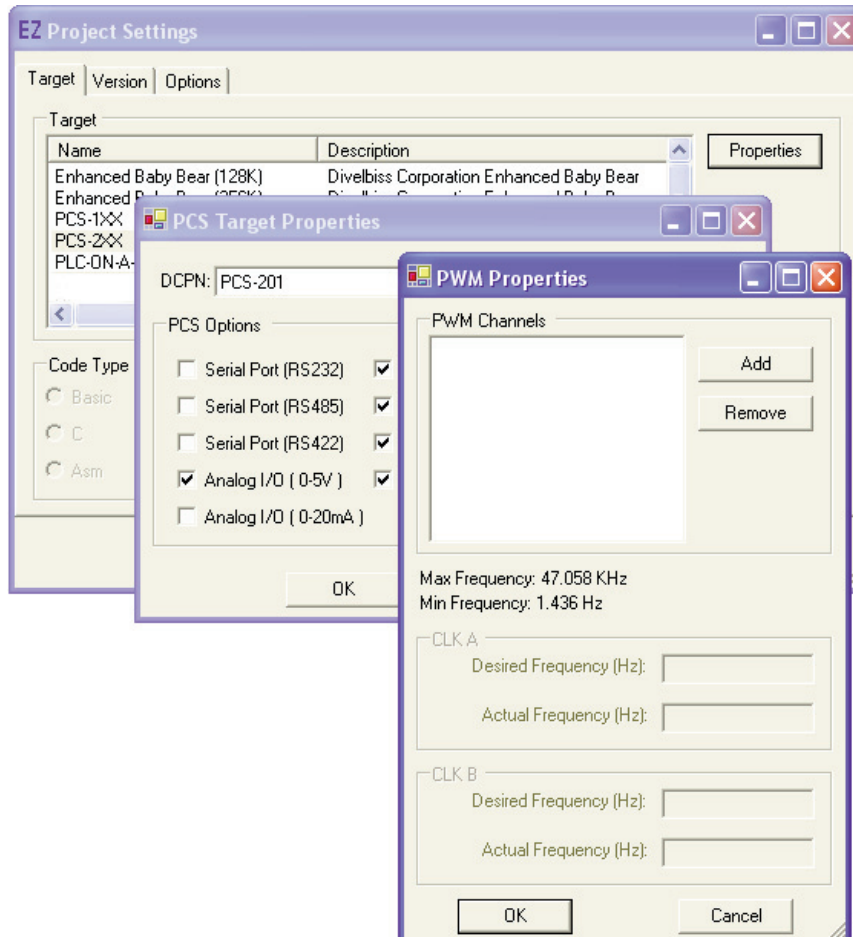 EZ Project Settings
Target Version Options
Target
Name Description
Properties
Enhanced Baby Bear (128K) Divelbiss Corporation Enhanced Baby Bear
Enhanced
PCS-1XX
PCS-2XX
PLC-ON-A-
Code Type
Basic
C
Asm
PCS Target Properties
DCPN: PCS-201
PCS Options
Serial Port (RS232)
Serial Port (RS485)
Serial Port (RS422)
Analog I/O ( 0-5V )
Analog I/O ( 0-20mA )
OK
PWM Properties
PWM Channels
Add
Remove
Max Frequency: 47.058 KHz
Min Frequency: 1.436 Hz
CLK A
Desired Frequency (Hz):
Actual Frequency (Hz):
CLK B
Desired Frequency (Hz):
Actual Frequency (Hz):
OK Cancel